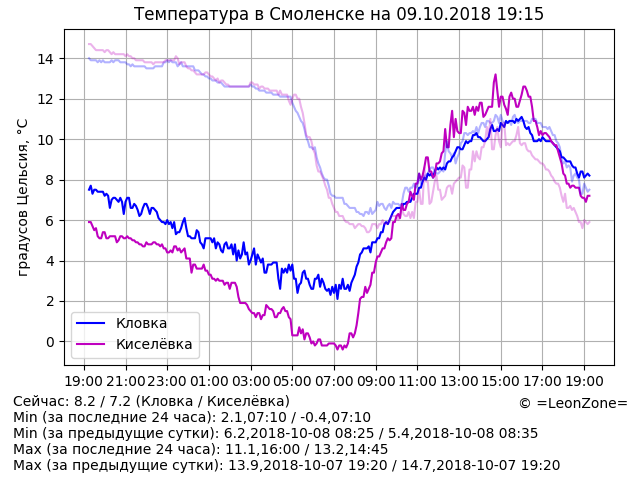 Температура в Смоленске на 09.10.2018 19:15
градусов Цельсия, °C
14
12
10
8
6
4
2
0
Кловка
Киселёвка
19:00 21:00 23:00 01:00 03:00 05:00 07:00 09:00 11:00 13:00 15:00 17:00 19:00
Сейчас: 8.2 / 7.2 (Кловка / Киселёвка)
© =LeonZone=
Min (за последние 24 часа): 2.1,07:10 / -0.4,07:10
Min (за предыдущие сутки): 6.2,2018-10-08 08:25 / 5.4,2018-10-08 08:35
Max (за последние 24 часа): 11.1,16:00 / 13.2,14:45
Max (за предыдущие сутки): 13.9,2018-10-07 19:20 / 14.7,2018-10-07 19:20